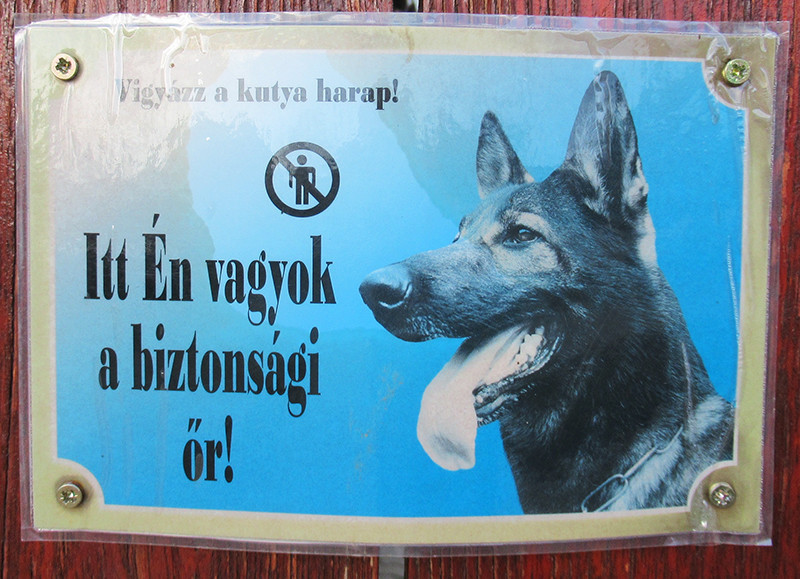 Vigyázz a kutya harap!
Itt Én vagyok
a biztonsági
őr!